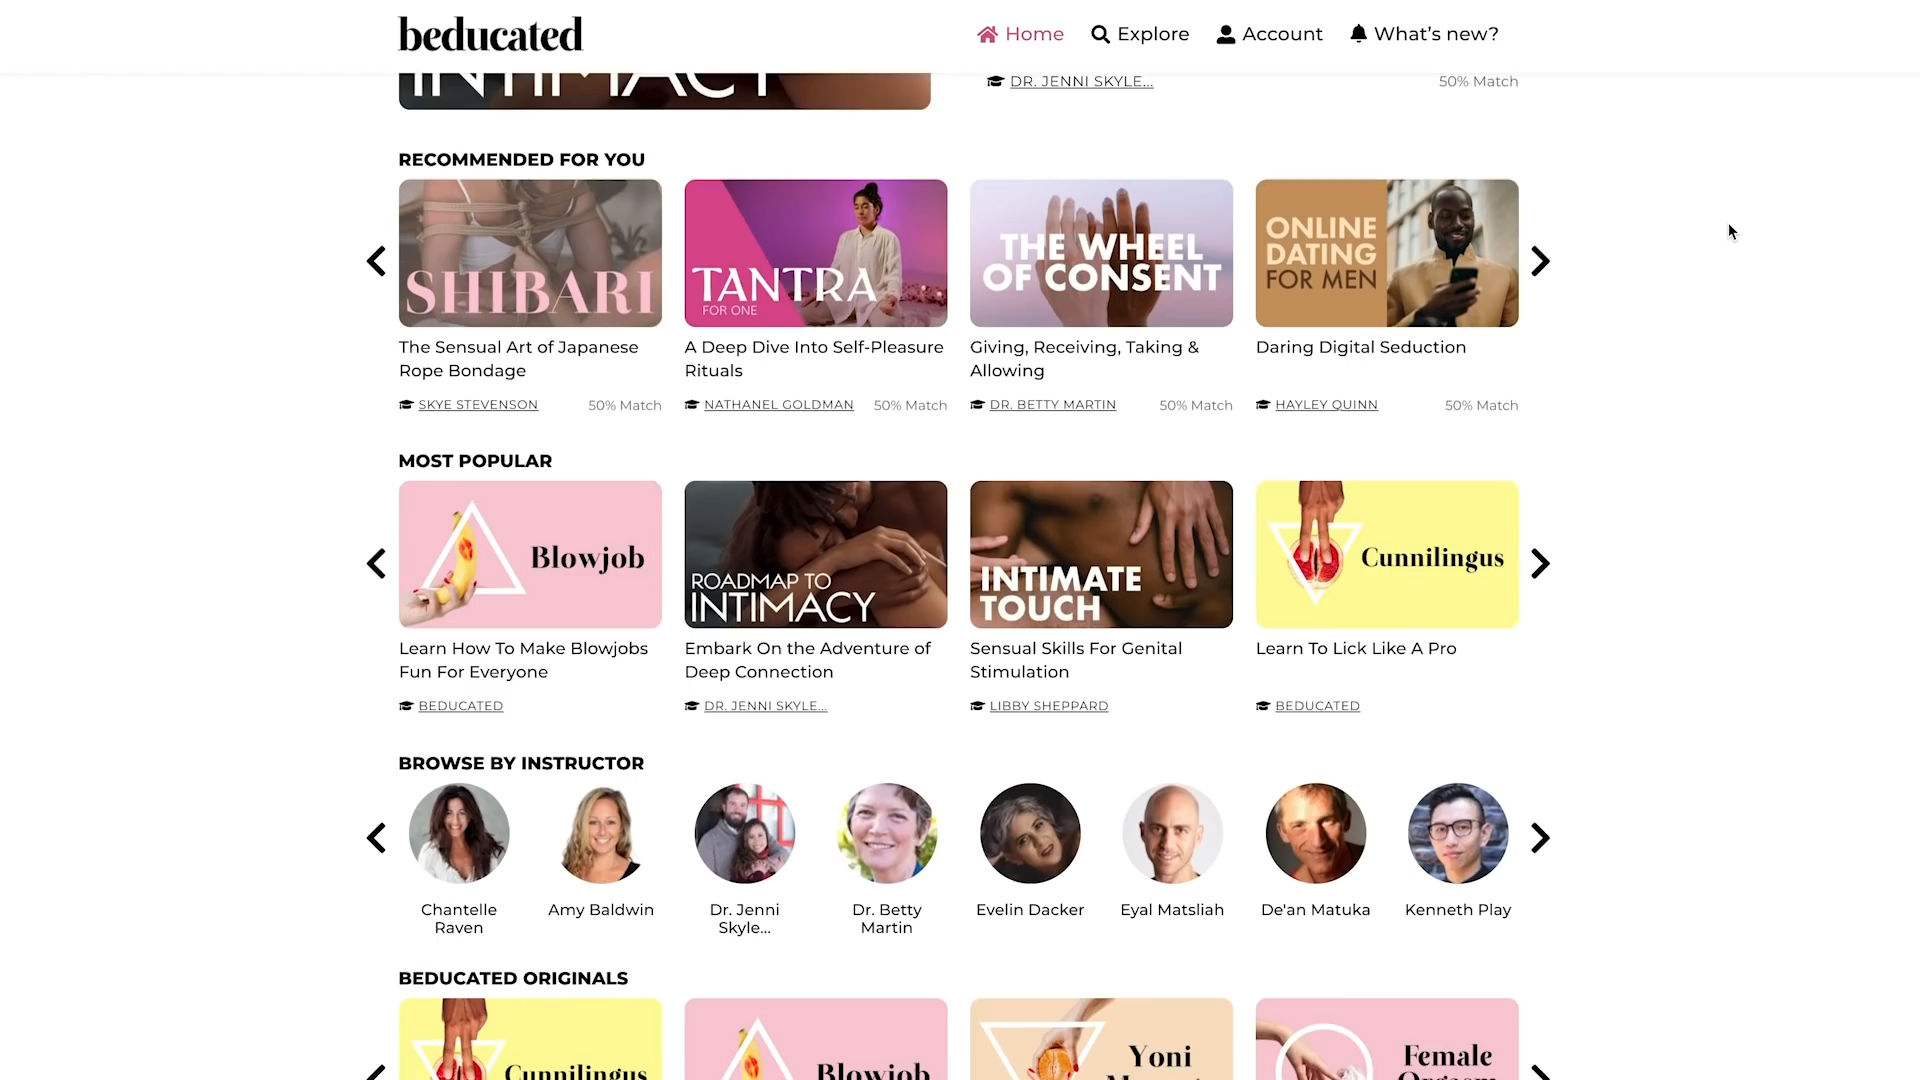 beducated
Home
Explore
Account
What's new?
INTIMACY
DR. JENNI SKYLE...
50% Match
RECOMMENDED FOR YOU
SHIBARI
TANTRA
FOR ONE
THE WHEEL
OF CONSENT
ONLINE
DATING
FOR MEN
The Sensual Art of Japanese
Rope Bondage
A Deep Dive Into Self-Pleasure
Rituals
Giving, Receiving, Taking &
Allowing
Daring Digital Seduction
SKYE STEVENSON
50% Match
NATHANEL GOLDMAN
50% Match
DR. BETTY MARTIN
50% Match
HAYLEY QUINN
50% Match
MOST POPULAR
Blowjob
ROADMAP TO
INTIMACY
INTIMATE
TOUCH
Cunnilingus
Learn How To Make Blowjobs
Fun For Everyone
Embark On the Adventure of
Deep Connection
Sensual Skills For Genital
Stimulation
Learn To Lick Like A Pro
BEDUCATED
DR. JENNI SKYLE...
LIBBY SHEPPARD
BEDUCATED
BROWSE BY INSTRUCTOR
Chantelle
Raven
Amy Baldwin
Dr. Jenni
Skyle...
Dr. Betty
Martin
Evelin Dacker
Eyal Matsliah
De'an Matuka
Kenneth Play
BEDUCATED ORIGINALS
Cunnilingus
Blowjob
Yoni
Female
Orgasm